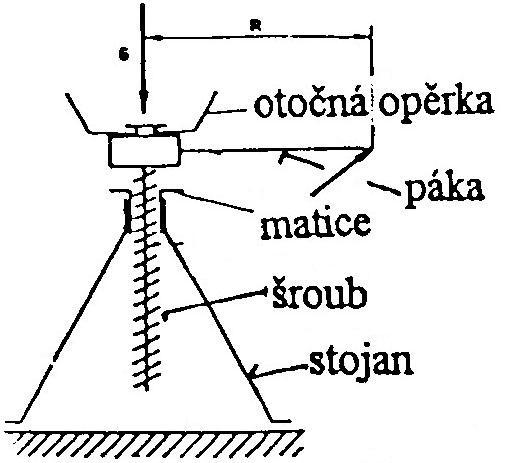 R
G
otočná opěrka
páka
matice
šroub
stojan